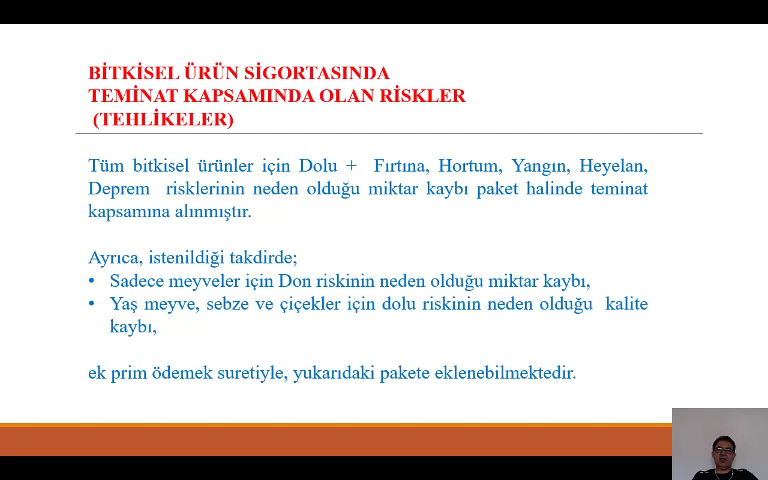 BİTKİSEL ÜRÜN SİGORTASINDA
TEMİNAT KAPSAMINDA OLAN RİSKLER
(TEHLİKELER)
Tüm bitkisel ürünler için Dolu + Fırtına, Hortum, Yangın, Heyelan,
Deprem risklerinin neden olduğu miktar kaybı paket halinde teminat
kapsamına alınmıştır.
Ayrıca, istenildiği takdirde;
• Sadece meyveler için Don riskinin neden olduğu miktar kaybı,
• Yaş meyve, sebze ve çiçekler için dolu riskinin neden olduğu kalite
kaybı,
ek prim ödemek suretiyle, yukarıdaki pakete eklenebilmektedir.